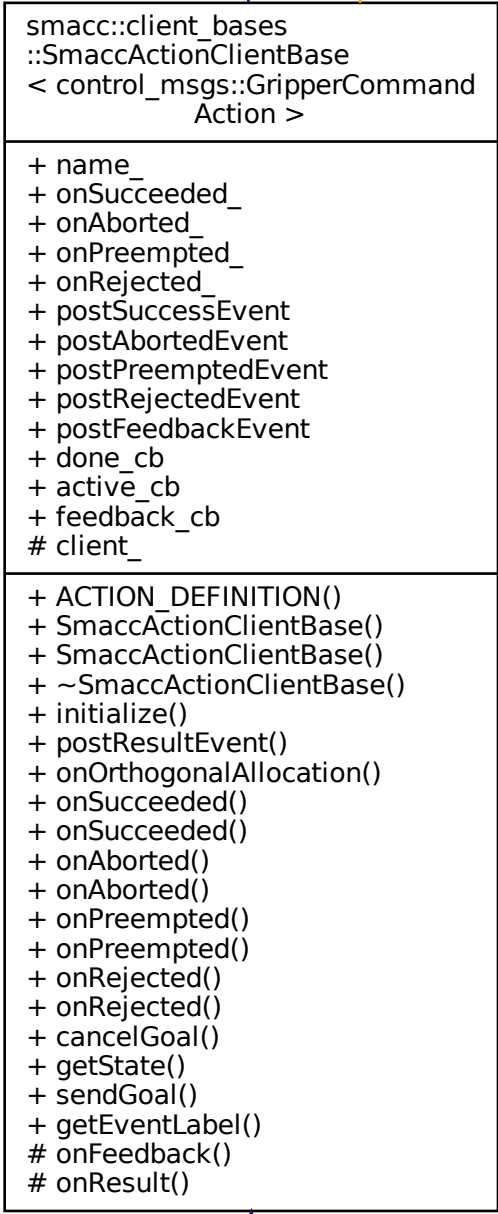 smacc::client_bases
::SmaccActionClientBase
< control_msgs::GripperCommand
Action >
+ name_
+ onSucceeded_
+ onAborted_
+ onPreempted_
+ onRejected_
+ postSuccessEvent
+ postAbortedEvent
+ postPreemptedEvent
+ postRejectedEvent
+ postFeedbackEvent
+ done_cb
+ active_cb
+ feedback_cb
# client_
+ ACTION_DEFINITION()
+ SmaccActionClientBase()
+ SmaccActionClientBase()
+ ~SmaccActionClientBase()
+ initialize()
+ postResultEvent()
+ onOrthogonalAllocation()
+ onSucceeded()
+ onSucceeded()
+ onAborted()
+ onAborted()
+ onPreempted()
+ onPreempted()
+ onRejected()
+ onRejected()
+ cancelGoal()
+ getState()
+ sendGoal()
+ getEventLabel()
# onFeedback()
# onResult()